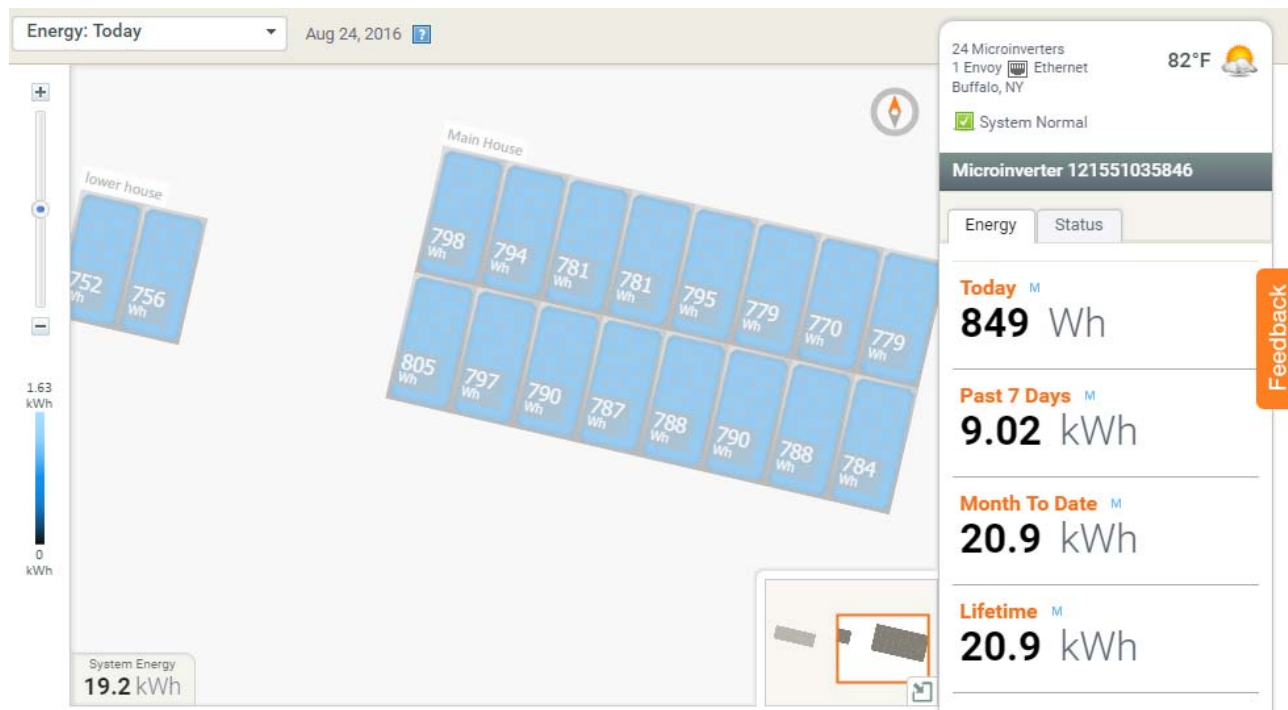 Energy: Today
Aug 24, 2016 ?
24 Microinverters
1 Envoy Ethernet
Buffalo, NY
82°F
System Normal
Microinverter 121551035846
Energy Status
Today M
849 Wh
Past 7 Days M
9.02 kWh
Month To Date M
20.9 kWh
Lifetime M
20.9 kWh
Feedback
+
−
1.63
kWh
0
kWh
lower house
752
Wh
756
Wh
Main House
798
Wh
794
Wh
781
Wh
781
Wh
795
Wh
779
Wh
770
Wh
779
Wh
805
Wh
797
Wh
790
Wh
787
Wh
788
Wh
790
Wh
788
Wh
784
Wh
System Energy
19.2 kWh